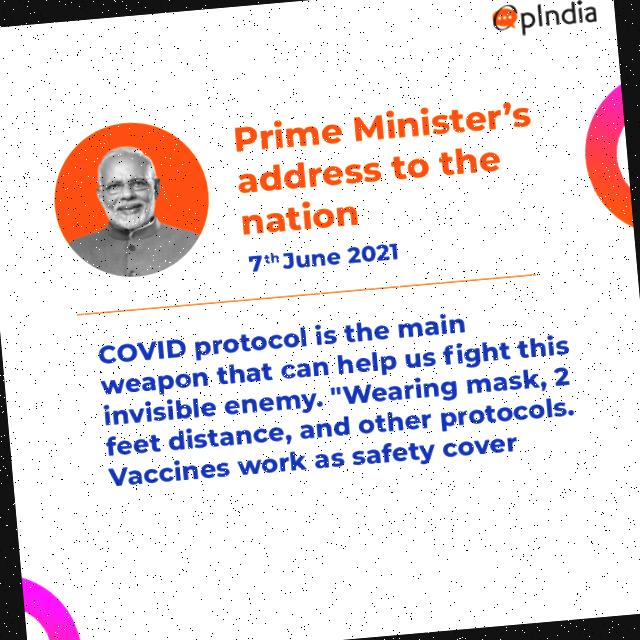 OpIndia
Prime Minister's
address to the
nation
7th June 2021
COVID protocol is the main
weapon that can help us fight this
invisible enemy. "Wearing mask, 2
feet distance, and other protocols.
Vaccines work as safety cover